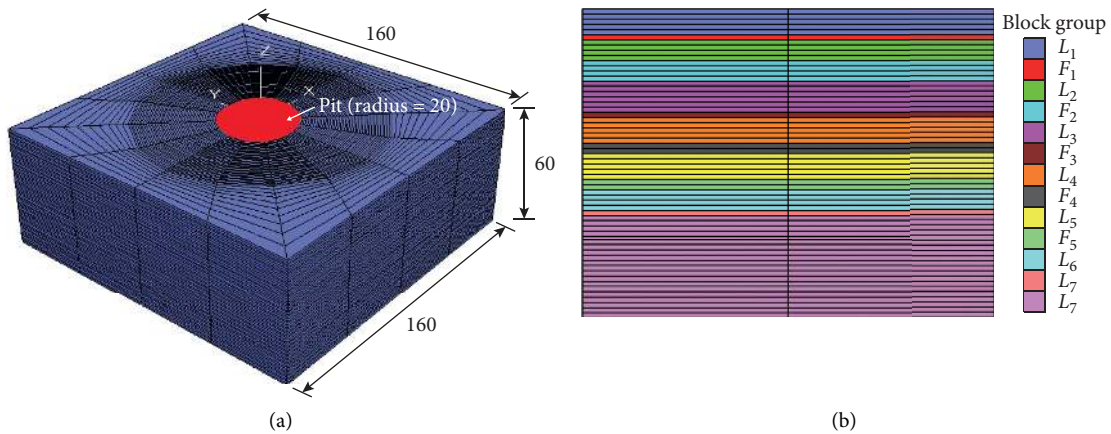 160
Z
Y
X
Pit (radius = 20)
60
160
(a)
Block group
L₁
F₁
L₂
F₂
L₃
F₃
L₄
F₄
L₅
F₅
L₆
L₇
L₇
(b)